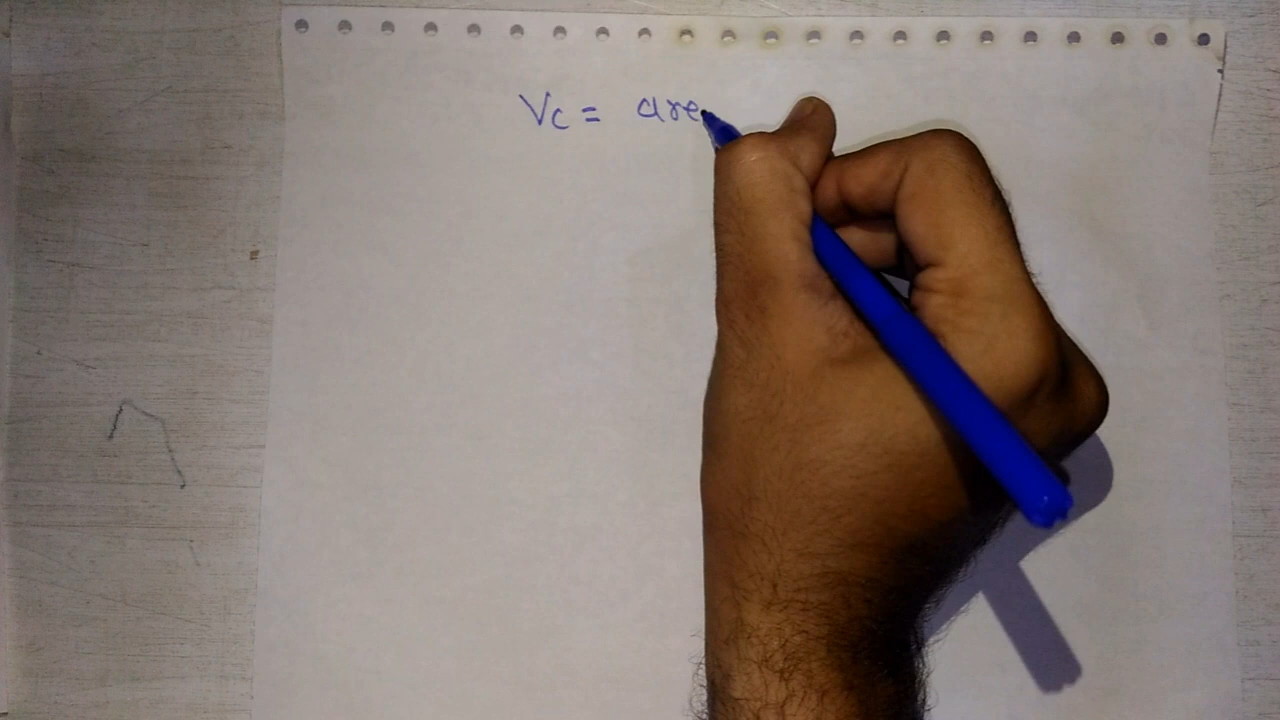 Vc = are